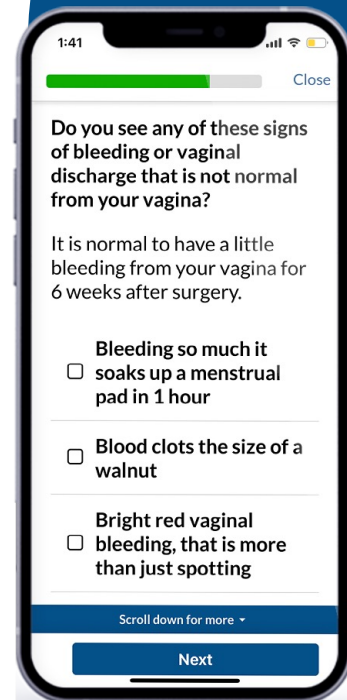 1:41
Close
Do you see any of these signs
of bleeding or vaginal
discharge that is not normal
from your vagina?
It is normal to have a little
bleeding from your vagina for
6 weeks after surgery.
Bleeding so much it
soaks up a menstrual
pad in 1 hour
Blood clots the size of a
walnut
Bright red vaginal
bleeding, that is more
than just spotting
Scroll down for more
Next